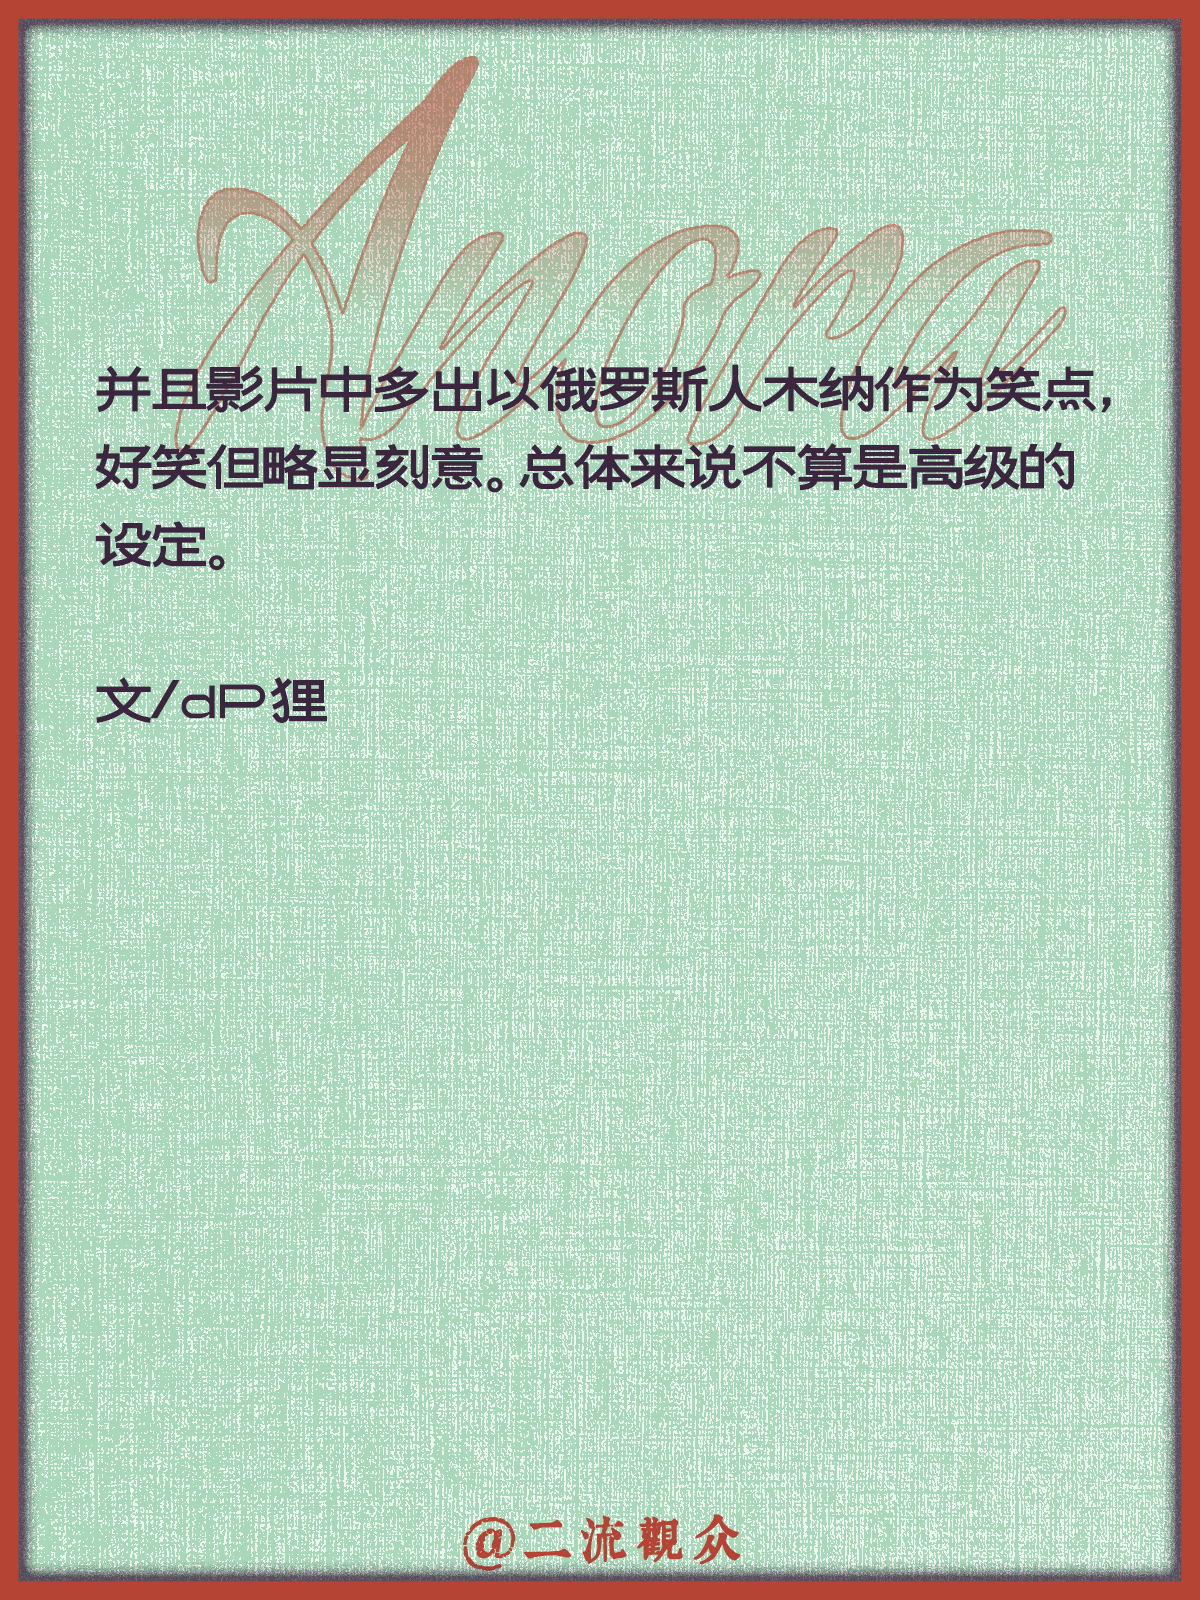 Anora
并且影片中多出以俄罗斯人木纳作为笑点，
好笑但略显刻意。总体来说不算是高级的
设定。
文/dP狸
@二流觀众